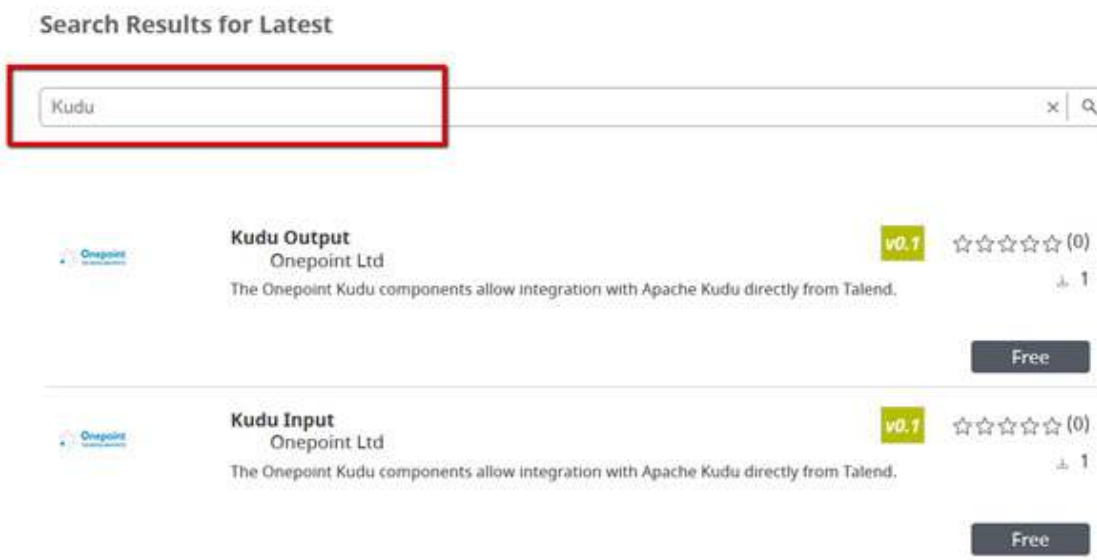 Search Results for Latest
Kudu
Onepoint
Kudu Output
v0.1
(0)
Onepoint Ltd
1
The Onepoint Kudu components allow integration with Apache Kudu directly from Talend.
Free
Onepoint
Kudu Input
v0.1
(0)
Onepoint Ltd
1
The Onepoint Kudu components allow integration with Apache Kudu directly from Talend.
Free